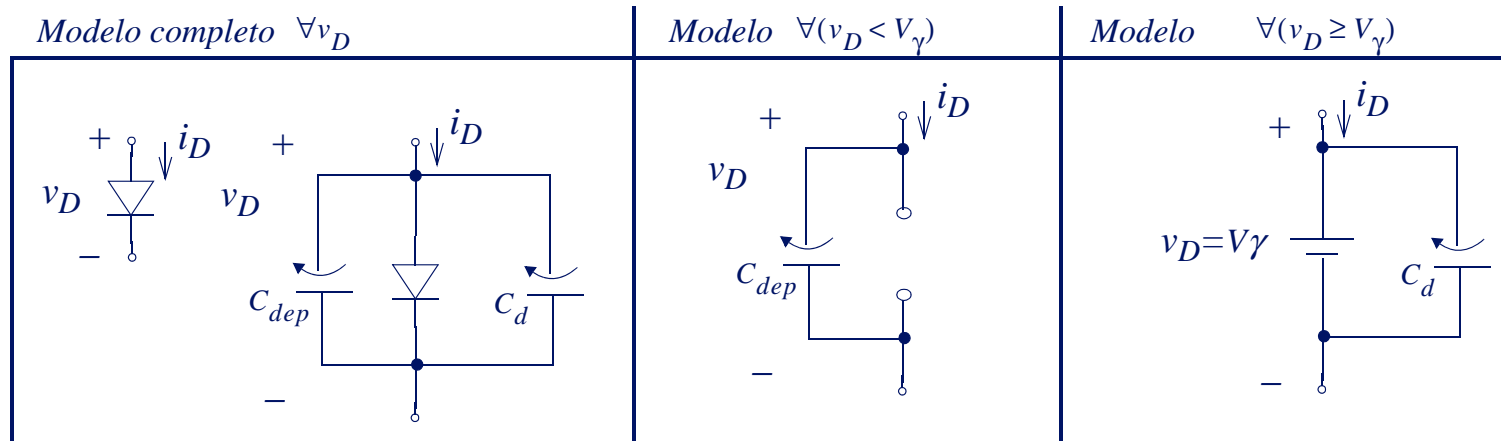 Modelo completo ∀v_D
+
i_D
v_D
−
+
i_D
v_D
C_dep
C_d
−
Modelo ∀(v_D < V_γ)
+
i_D
v_D
C_dep
−
Modelo ∀(v_D ≥ V_γ)
+
i_D
v_D=Vγ
C_d
−